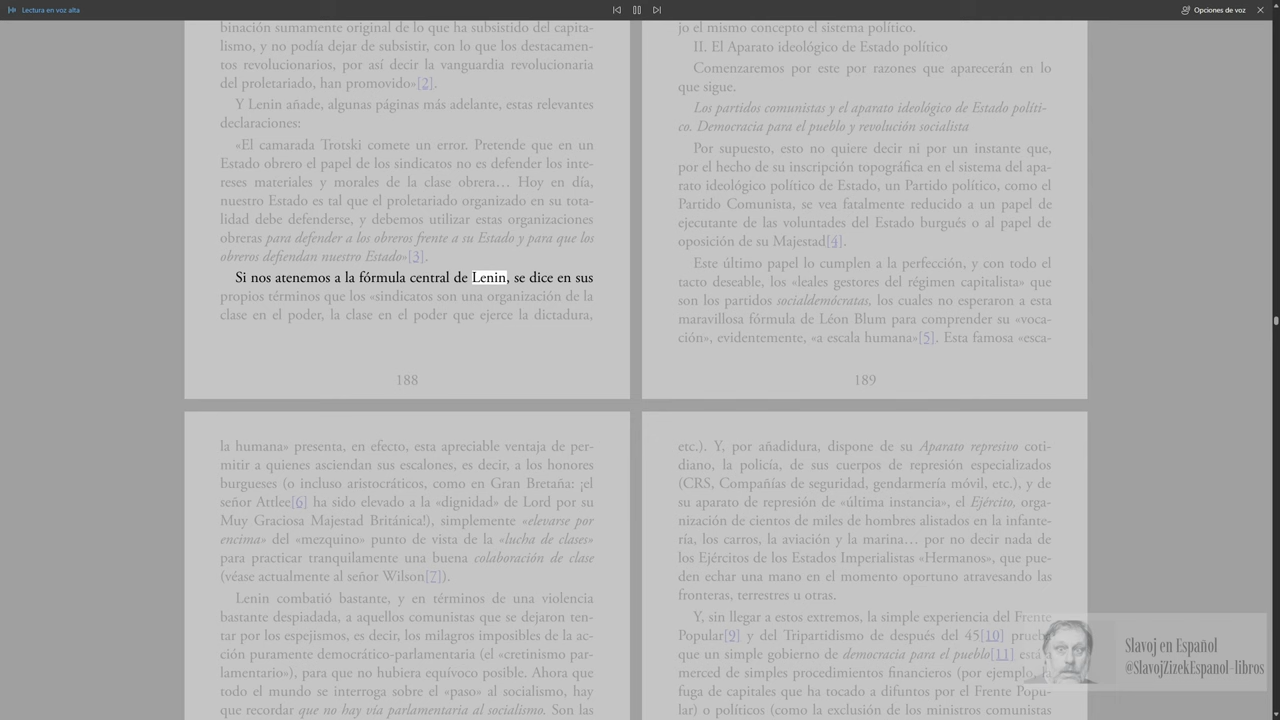 Lectura en voz alta
Opciones de voz
binación sumamente original de lo que ha subsistido del capita-
lismo, y no podía dejar de subsistir, con lo que los destacamen-
tos revolucionarios, por así decir la vanguardia revolucionaria
del proletariado, han promovido»[2].
Y Lenin añade, algunas páginas más adelante, estas relevantes
declaraciones:
«El camarada Trotski comete un error. Pretende que en un
Estado obrero el papel de los sindicatos no es defender los inte-
reses materiales y morales de la clase obrera… Hoy en día,
nuestro Estado es tal que el proletariado organizado en su tota-
lidad debe defenderse, y debemos utilizar estas organizaciones
obreras para defender a los obreros frente a su Estado y para que los
obreros defiendan nuestro Estado»[3].
Si nos atenemos a la fórmula central de Lenin, se dice en sus
propios términos que los «sindicatos son una organización de la
clase en el poder, la clase en el poder que ejerce la dictadura,
188
jo el mismo concepto el sistema político.
II. El Aparato ideológico de Estado político
Comenzaremos por este por razones que aparecerán en lo
que sigue.
Los partidos comunistas y el aparato ideológico de Estado políti-
co. Democracia para el pueblo y revolución socialista
Por supuesto, esto no quiere decir ni por un instante que,
por el hecho de su inscripción topográfica en el sistema del apa-
rato ideológico político de Estado, un Partido político, como el
Partido Comunista, se vea fatalmente reducido a un papel de
ejecutante de las voluntades del Estado burgués o al papel de
oposición de su Majestad[4].
Este último papel lo cumplen a la perfección, y con todo el
tacto deseable, los «leales gestores del régimen capitalista» que
son los partidos socialdemócratas, los cuales no esperaron a esta
maravillosa fórmula de Léon Blum para comprender su «voca-
ción», evidentemente, «a escala humana»[5]. Esta famosa «esca-
189
la humana» presenta, en efecto, esta apreciable ventaja de per-
mitir a quienes asciendan sus escalones, es decir, a los honores
burgueses (o incluso aristocráticos, como en Gran Bretaña: ¡el
señor Attlee[6] ha sido elevado a la «dignidad» de Lord por su
Muy Graciosa Majestad Británica!), simplemente «elevarse por
encima» del «mezquino» punto de vista de la «lucha de clases»
para practicar tranquilamente una buena colaboración de clase
(véase actualmente al señor Wilson[7]).
Lenin combatió bastante, y en términos de una violencia
bastante despiadada, a aquellos comunistas que se dejaron ten-
tar por los espejismos, es decir, los milagros imposibles de la ac-
ción puramente democrático-parlamentaria (el «cretinismo par-
lamentario»), para que no hubiera equívoco posible. Ahora que
todo el mundo se interroga sobre el «paso» al socialismo, hay
que recordar que no hay vía parlamentaria al socialismo. Son las
etc.). Y, por añadidura, dispone de su Aparato represivo coti-
diano, la policía, de sus cuerpos de represión especializados
(CRS, Compañías de seguridad, gendarmería móvil, etc.), y de
su aparato de represión de «última instancia», el Ejército, orga-
nización de cientos de miles de hombres alistados en la infante-
ría, los carros, la aviación y la marina… por no decir nada de
los Ejércitos de los Estados Imperialistas «Hermanos», que pue-
den echar una mano en el momento oportuno atravesando las
fronteras, terrestres u otras.
Y, sin llegar a estos extremos, la simple experiencia del Frente
Popular[9] y del Tripartidismo de después del 45[10]
que un simple gobierno de democracia para el pueblo[11]
merced de simples procedimientos financieros (por ejemplo,
fuga de capitales que ha tocado a difuntos por el Frente Popu-
lar) o políticos (como la exclusión de los ministros comunistas
Slavoj en Español
@SlavojZizekEspanol-libros